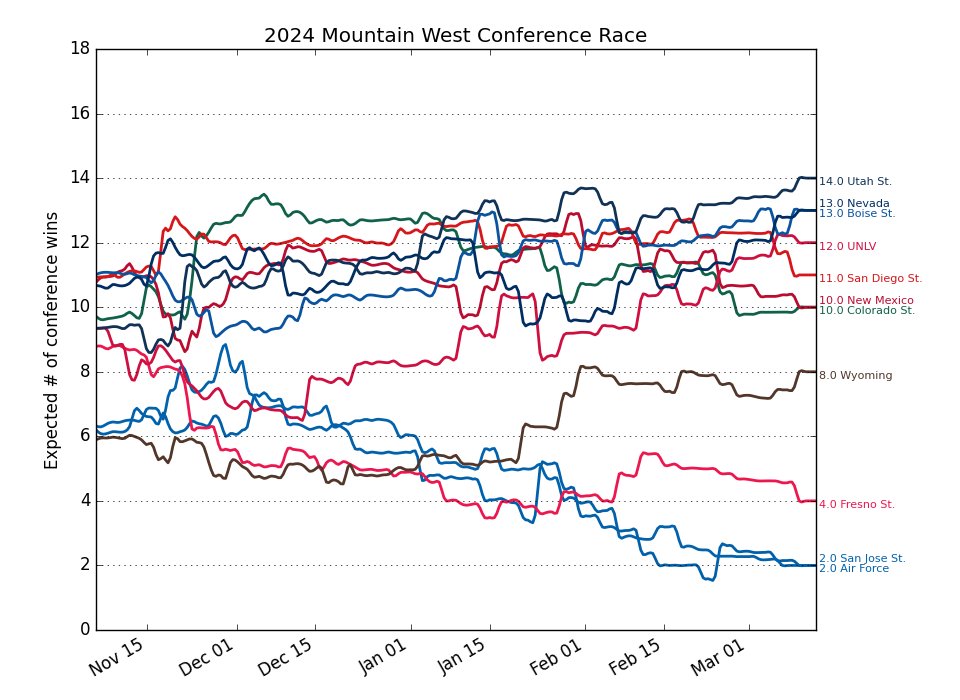 2024 Mountain West Conference Race
Expected # of conference wins
18
16
14
12
10
8
6
4
2
0
Nov 15
Dec 01
Dec 15
Jan 01
Jan 15
Feb 01
Feb 15
Mar 01
14.0 Utah St.
13.0 Nevada
13.0 Boise St.
12.0 UNLV
11.0 San Diego St.
10.0 New Mexico
10.0 Colorado St.
8.0 Wyoming
4.0 Fresno St.
2.0 San Jose St.
2.0 Air Force